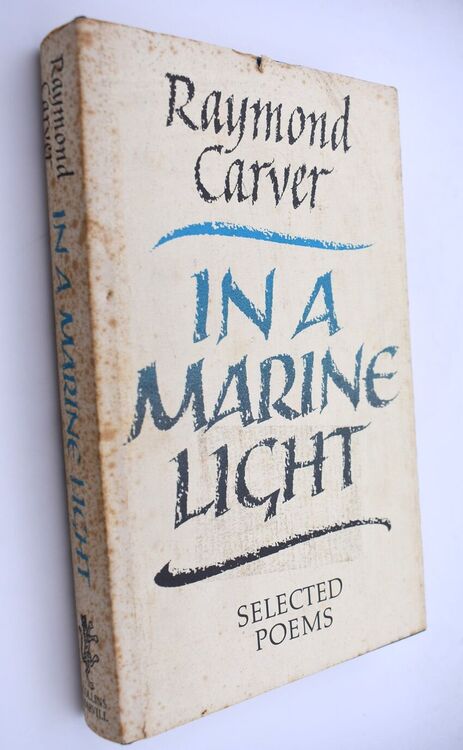 Raymond
Carver
IN A
MARINE
LIGHT
SELECTED
POEMS
Raymond
Carver
IN A MARINE LIGHT